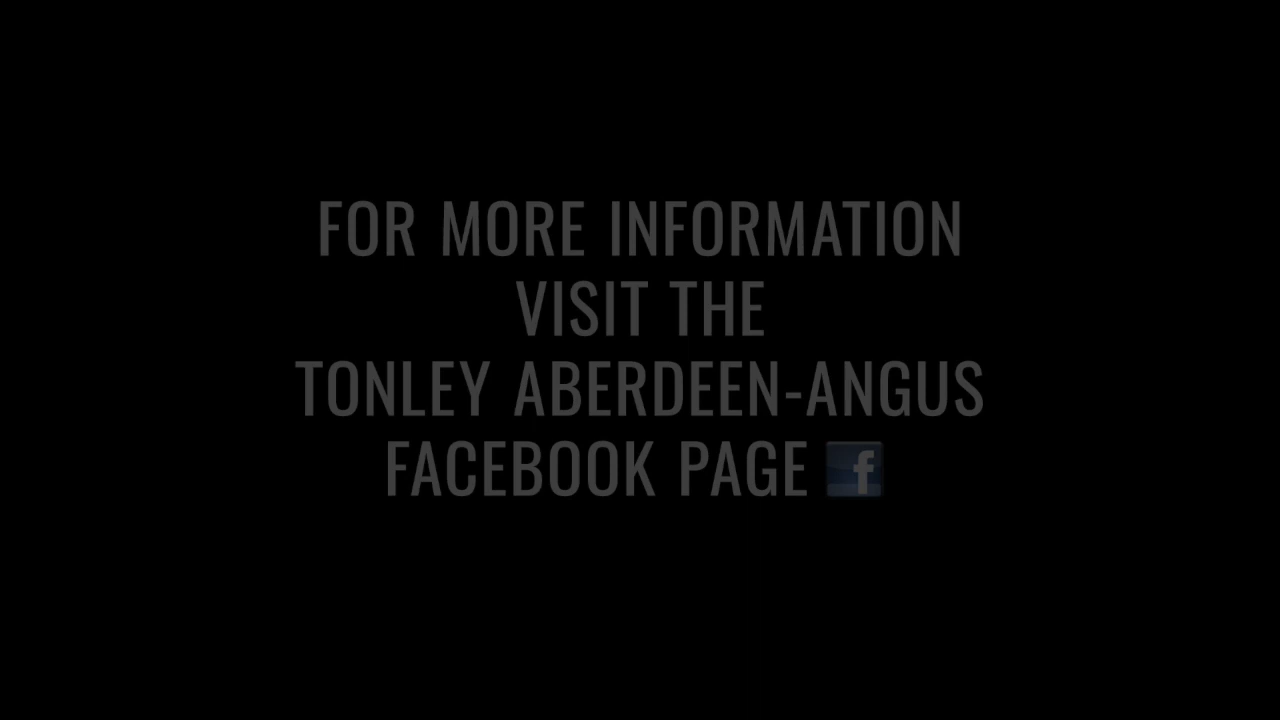 FOR MORE INFORMATION
VISIT THE
TONLEY ABERDEEN-ANGUS
FACEBOOK PAGE f